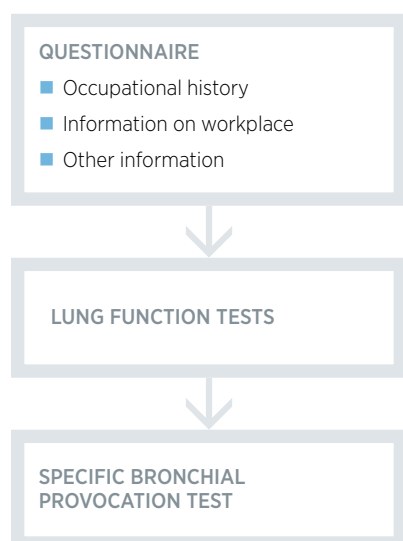 QUESTIONNAIRE
Occupational history
Information on workplace
Other information
LUNG FUNCTION TESTS
SPECIFIC BRONCHIAL
PROVOCATION TEST